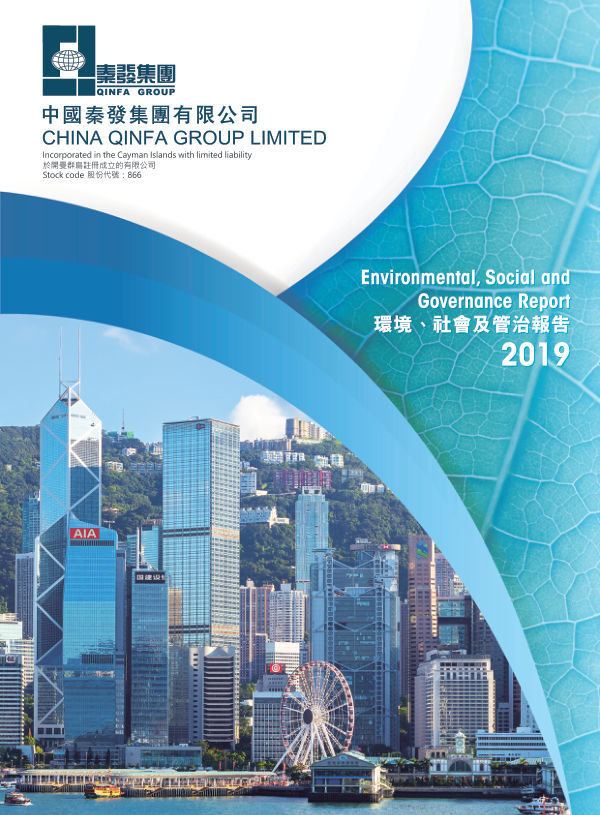 秦發集團
QINFA GROUP
中國秦發集團有限公司
CHINA QINFA GROUP LIMITED
Incorporated in the Cayman Islands with limited liability
於開曼群島註冊成立的有限公司
Stock code 股份代號：866
Environmental, Social and
Governance Report
環境、社會及管治報告
2019
AIA